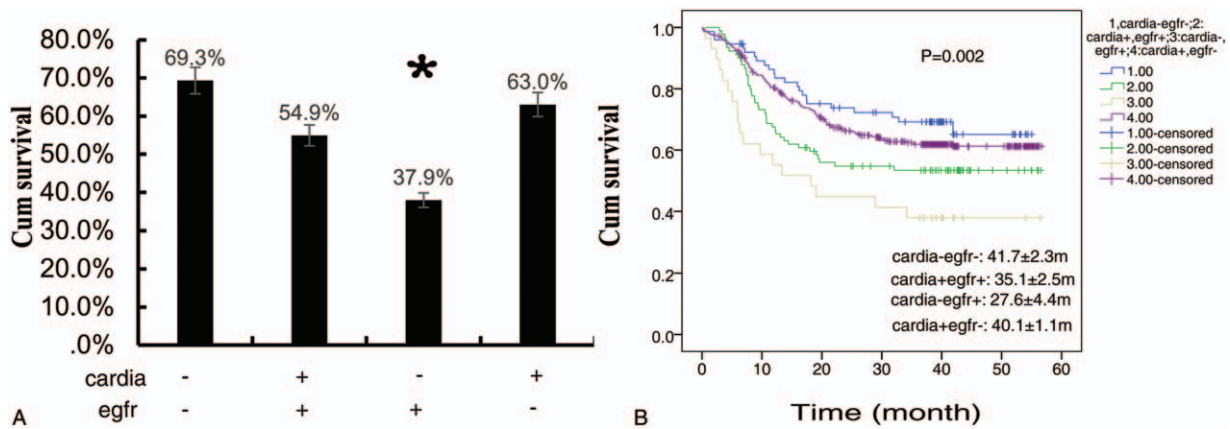 80.0%
70.0%
60.0%
50.0%
40.0%
30.0%
20.0%
10.0%
.0%
Cum survival
69.3%
54.9%
37.9%
63.0%
*
cardia - + - +
egfr - + + -
A
Cum survival
1.0
0.8
0.6
0.4
0.2
0.0
P=0.002
cardia-egfr-: 41.7±2.3m
cardia+egfr+: 35.1±2.5m
cardia-egfr+: 27.6±4.4m
cardia+egfr-: 40.1±1.1m
0 10 20 30 40 50 60
Time (month)
B
1,cardia-egfr-;2:
cardia+,egfr+;3:cardia-,
egfr+;4:cardia+,egfr-
1.00
2.00
3.00
4.00
1.00-censored
2.00-censored
3.00-censored
4.00-censored